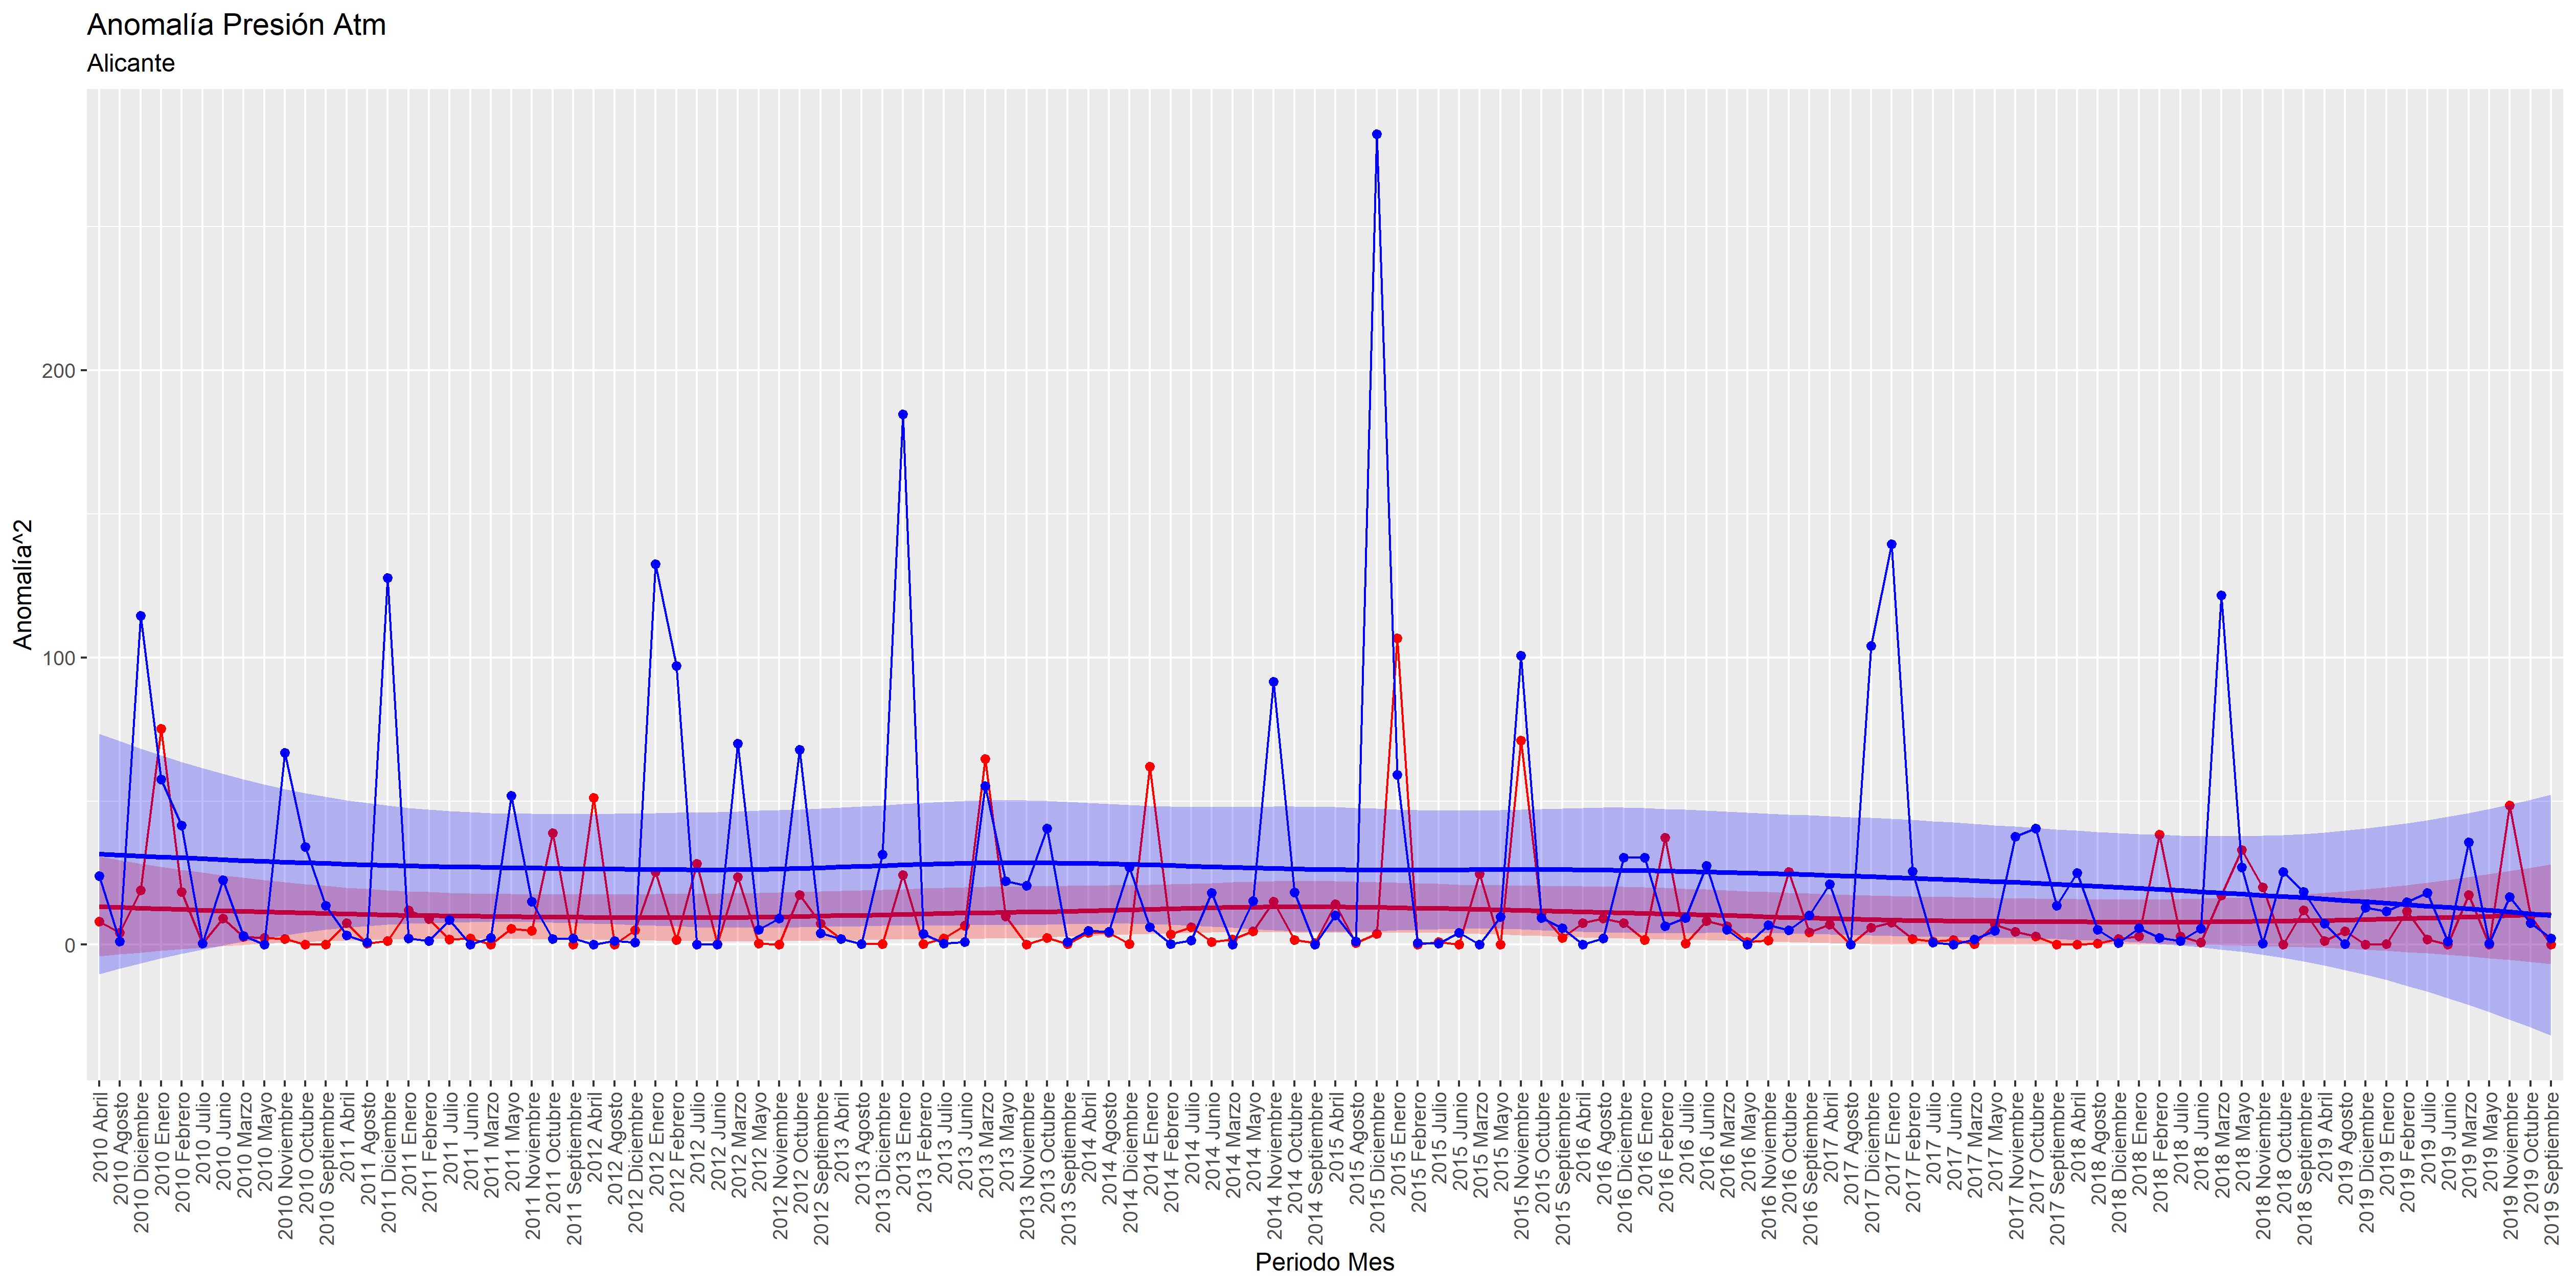 Anomalía Presión Atm
Alicante
Anomalía^2
200
100
0
2010 Abril
2010 Agosto
2010 Diciembre
2010 Enero
2010 Febrero
2010 Julio
2010 Junio
2010 Marzo
2010 Mayo
2010 Noviembre
2010 Octubre
2010 Septiembre
2011 Abril
2011 Agosto
2011 Diciembre
2011 Enero
2011 Febrero
2011 Julio
2011 Junio
2011 Marzo
2011 Mayo
2011 Noviembre
2011 Octubre
2011 Septiembre
2012 Abril
2012 Agosto
2012 Diciembre
2012 Enero
2012 Febrero
2012 Julio
2012 Junio
2012 Marzo
2012 Mayo
2012 Noviembre
2012 Octubre
2012 Septiembre
2013 Abril
2013 Agosto
2013 Diciembre
2013 Enero
2013 Febrero
2013 Julio
2013 Junio
2013 Marzo
2013 Mayo
2013 Noviembre
2013 Octubre
2013 Septiembre
2014 Abril
2014 Agosto
2014 Diciembre
2014 Enero
2014 Febrero
2014 Julio
2014 Junio
2014 Marzo
2014 Mayo
2014 Noviembre
2014 Octubre
2014 Septiembre
2015 Abril
2015 Agosto
2015 Diciembre
2015 Enero
2015 Febrero
2015 Julio
2015 Junio
2015 Marzo
2015 Mayo
2015 Noviembre
2015 Octubre
2015 Septiembre
2016 Abril
2016 Agosto
2016 Diciembre
2016 Enero
2016 Febrero
2016 Julio
2016 Junio
2016 Marzo
2016 Mayo
2016 Noviembre
2016 Octubre
2016 Septiembre
2017 Abril
2017 Agosto
2017 Diciembre
2017 Enero
2017 Febrero
2017 Julio
2017 Junio
2017 Marzo
2017 Mayo
2017 Noviembre
2017 Octubre
2017 Septiembre
2018 Abril
2018 Agosto
2018 Diciembre
2018 Enero
2018 Febrero
2018 Julio
2018 Junio
2018 Marzo
2018 Mayo
2018 Noviembre
2018 Octubre
2018 Septiembre
2019 Abril
2019 Agosto
2019 Diciembre
2019 Enero
2019 Febrero
2019 Julio
2019 Junio
2019 Marzo
2019 Mayo
2019 Noviembre
2019 Octubre
2019 Septiembre
Periodo Mes